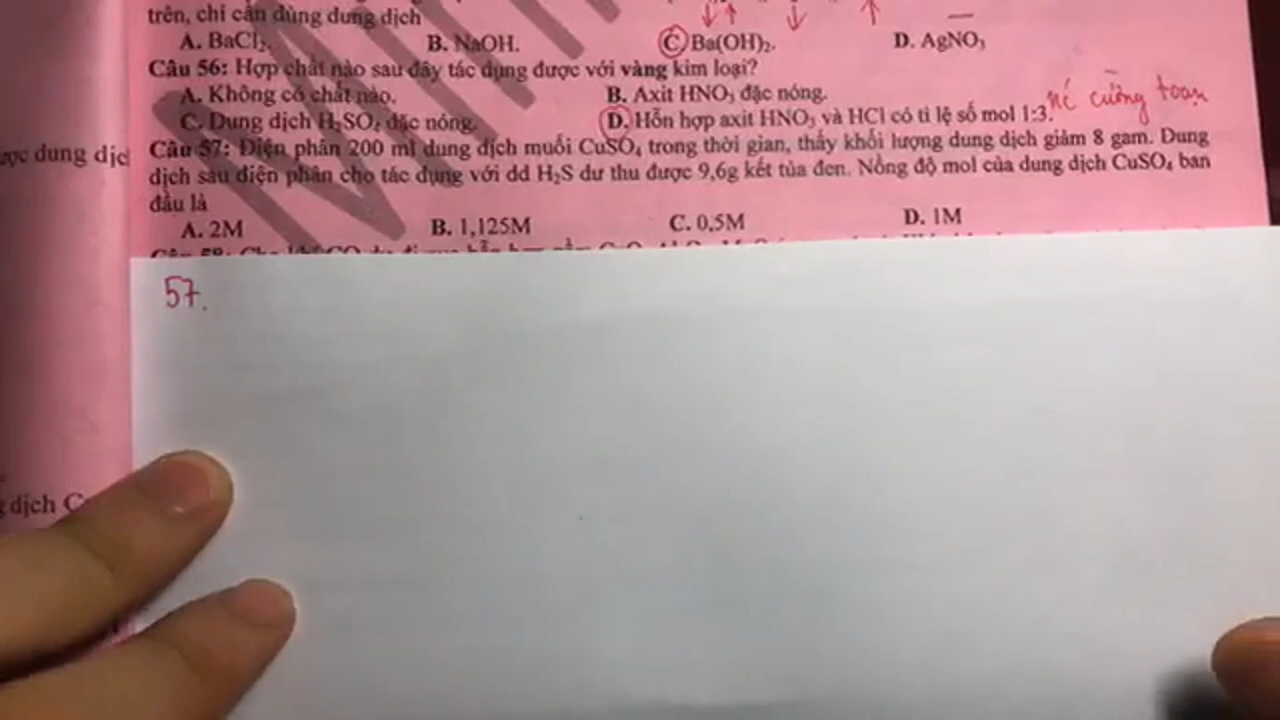 trên, chỉ cần dùng dung dịch
A. BaCl₂. B. NaOH. C. Ba(OH)₂. D. AgNO₃
Câu 56: Hợp chất nào sau đây tác dụng được với vàng kim loại?
A. Không có chất nào. B. Axit HNO₃ đặc nóng.
C. Dung dịch H₂SO₄ đặc nóng. D. Hỗn hợp axit HNO₃ và HCl có tỉ lệ số mol 1:3. cường toan
ược dung dịc
Câu 57: Điện phân 200 ml dung dịch muối CuSO₄ trong thời gian, thấy khối lượng dung dịch giảm 8 gam. Dung
dịch sau điện phân cho tác dụng với dd H₂S dư thu được 9,6g kết tủa đen. Nồng độ mol của dung dịch CuSO₄ ban
đầu là
A. 2M B. 1,125M C. 0,5M D. 1M
57.
dịch C